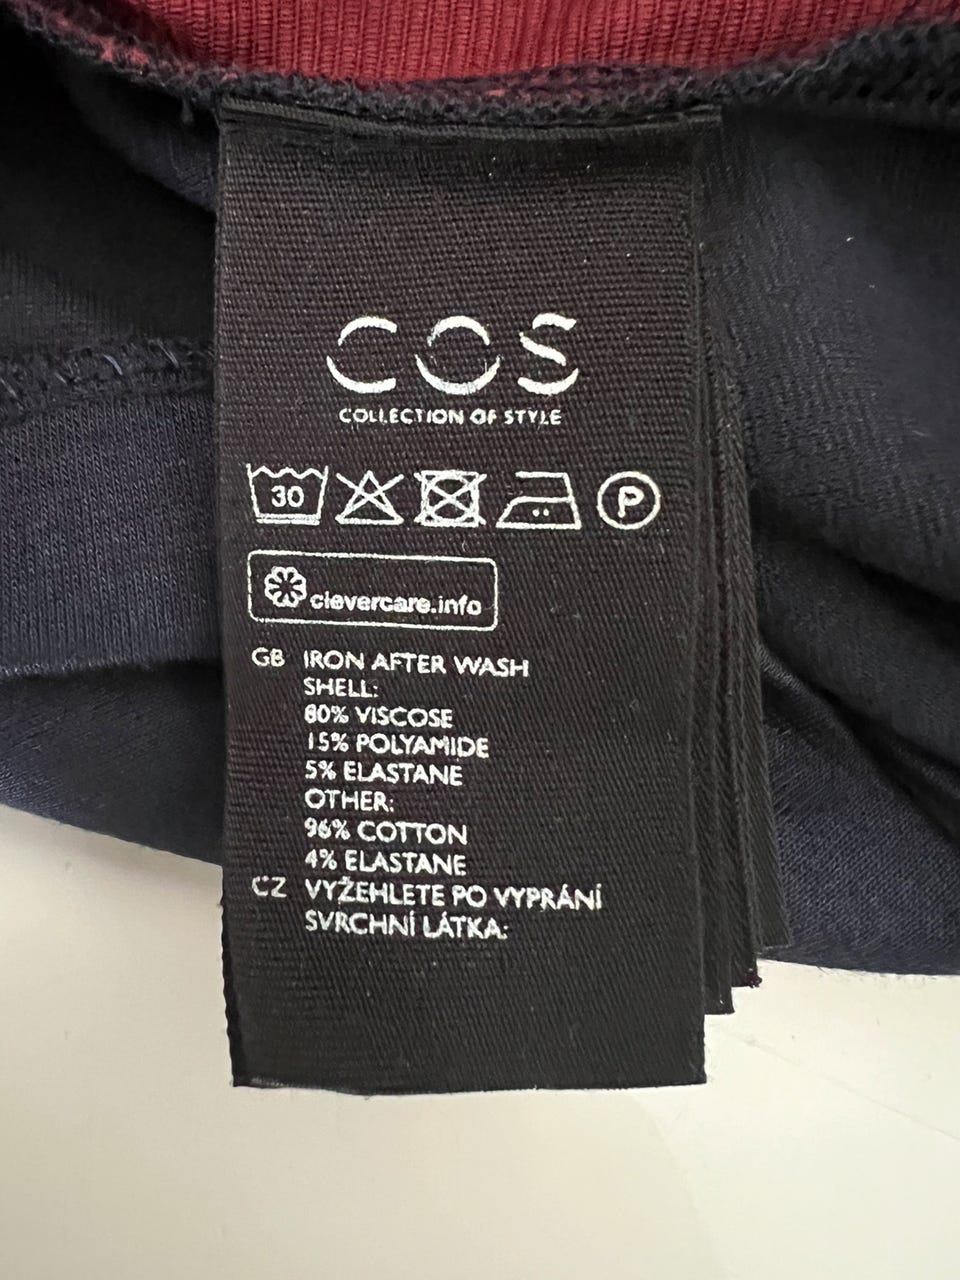 COS
COLLECTION OF STYLE
30 P
clevercare.info
GB IRON AFTER WASH
SHELL:
80% VISCOSE
15% POLYAMIDE
5% ELASTANE
OTHER:
96% COTTON
4% ELASTANE
CZ VYŽEHLETE PO VYPRÁNÍ
SVRCHNÍ LÁTKA: